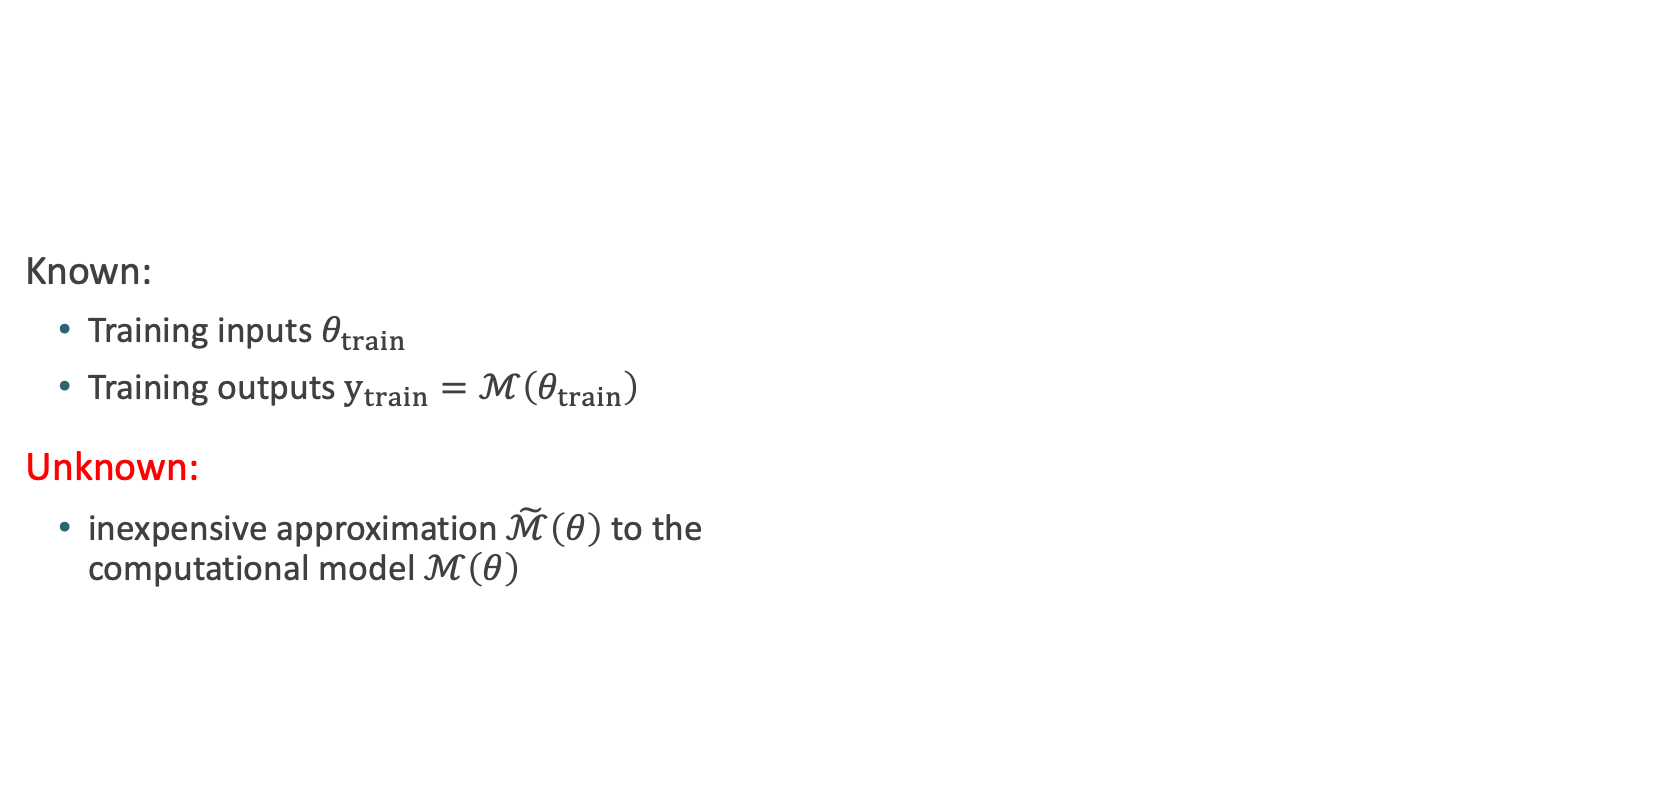 Known:
• Training inputs θ_train
• Training outputs y_train = ℳ(θ_train)
Unknown:
• inexpensive approximation ℳ̃(θ) to the
computational model ℳ(θ)